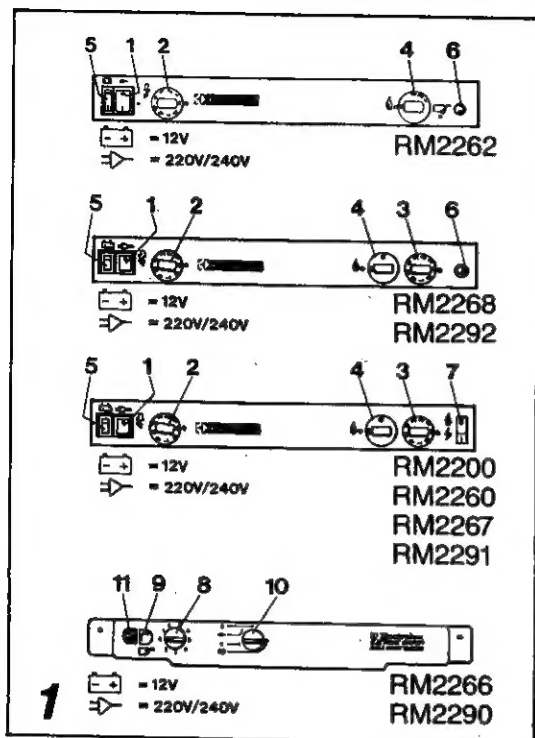 5 1 2 4 6
= 12V
= 220V/240V
RM2262
5 1 2 4 3 6
= 12V
= 220V/240V
RM2268
RM2292
5 1 2 4 3 7
= 12V
= 220V/240V
RM2200
RM2260
RM2267
RM2291
11 9 8 10
= 12V
= 220V/240V
RM2266
RM2290
1